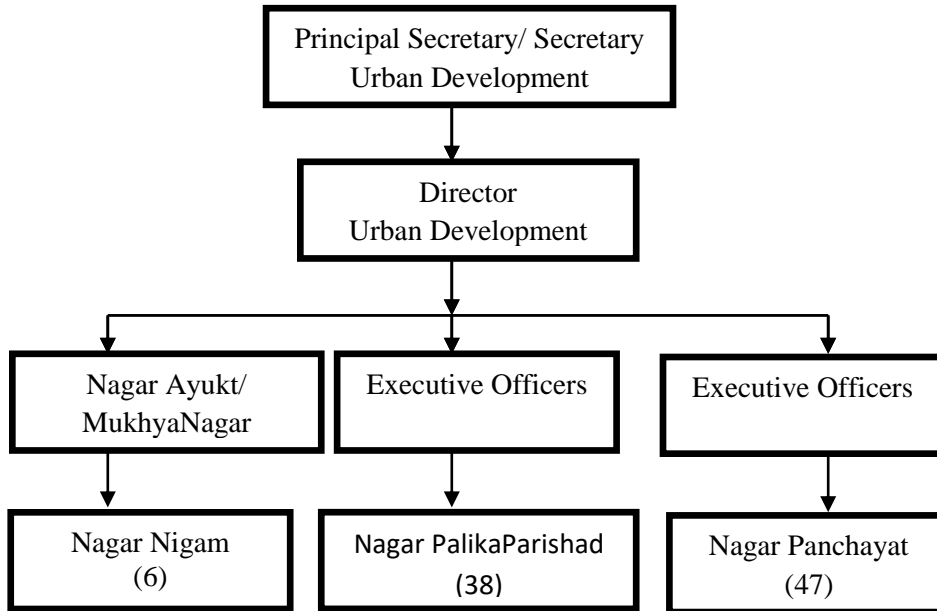 Principal Secretary/ Secretary
Urban Development
Director
Urban Development
Nagar Ayukt/
MukhyaNagar
Executive Officers
Executive Officers
Nagar Nigam
(6)
Nagar PalikaParishad
(38)
Nagar Panchayat
(47)